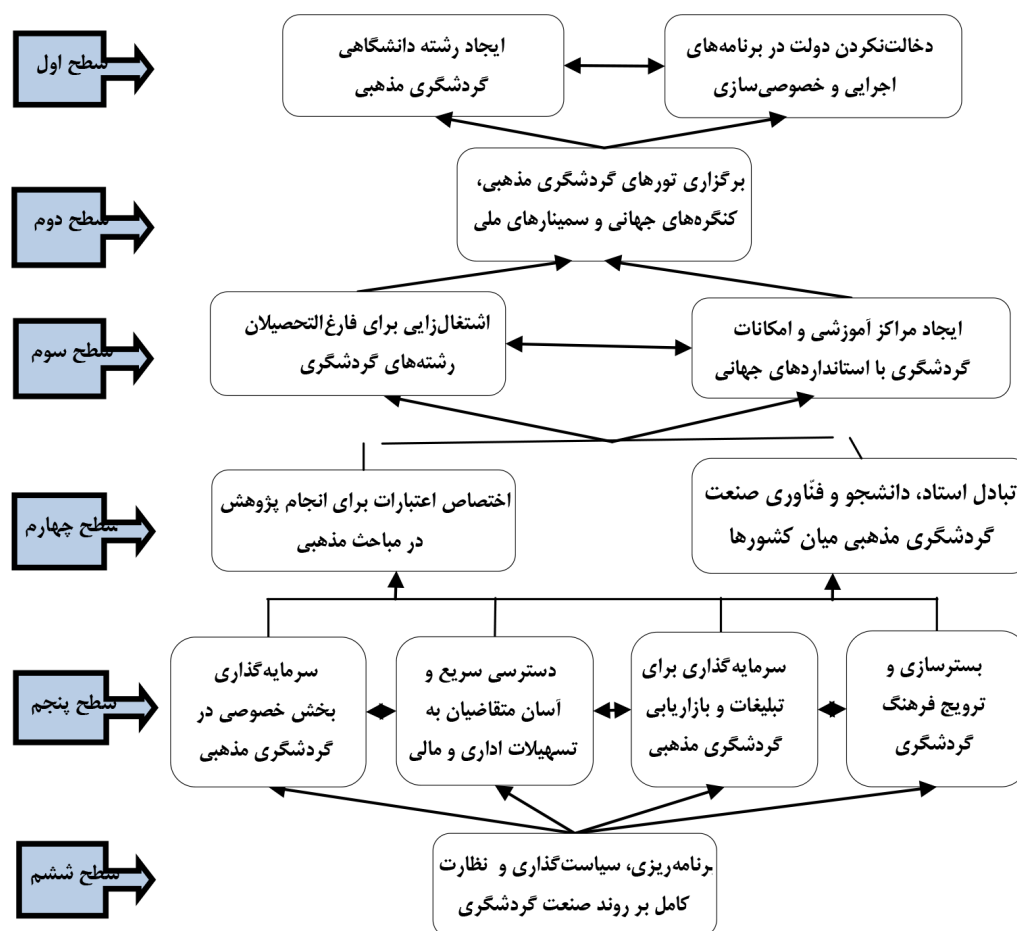 سطح اول
دخالت‌نکردن دولت در برنامه‌های
اجرایی و خصوصی‌سازی
ایجاد رشته دانشگاهی
گردشگری مذهبی
سطح دوم
برگزاری تورهای گردشگری مذهبی،
کنگره‌های جهانی و سمینارهای ملی
سطح سوم
ایجاد مراکز آموزشی و امکانات
گردشگری با استانداردهای جهانی
اشتغال‌زایی برای فارغ‌التحصیلان
رشته‌های گردشگری
سطح چهارم
تبادل استاد، دانشجو و فنّاوری صنعت
گردشگری مذهبی میان کشورها
اختصاص اعتبارات برای انجام پژوهش
در مباحث مذهبی
سطح پنجم
بسترسازی و
ترویج فرهنگ
گردشگری
سرمایه‌گذاری برای
تبلیغات و بازاریابی
گردشگری مذهبی
دسترسی سریع و
آسان متقاضیان به
تسهیلات اداری و مالی
سرمایه‌گذاری
بخش خصوصی در
گردشگری مذهبی
سطح ششم
برنامه‌ریزی، سیاست‌گذاری و نظارت
کامل بر روند صنعت گردشگری